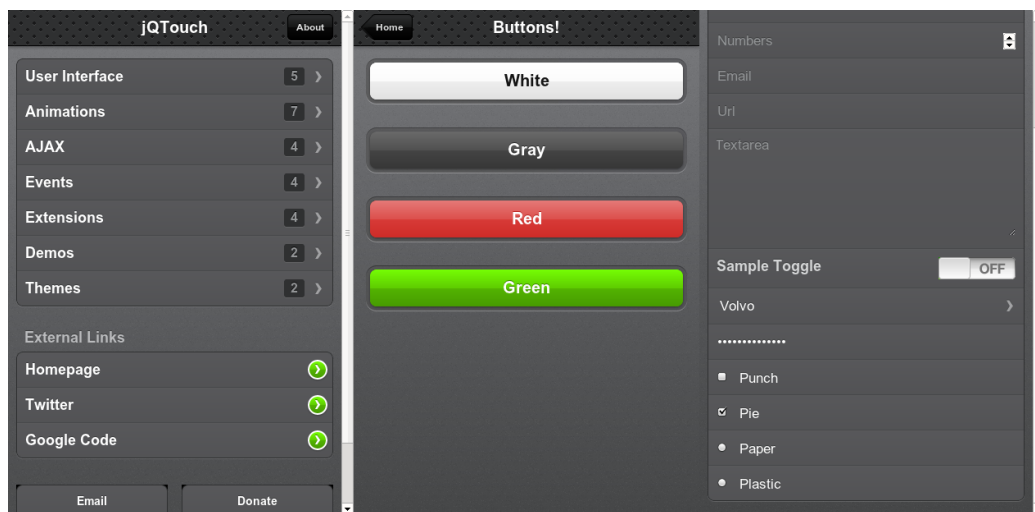 jQTouch
About
User Interface 5
Animations 7
AJAX 4
Events 4
Extensions 4
Demos 2
Themes 2
External Links
Homepage
Twitter
Google Code
Email
Donate
Home
Buttons!
White
Gray
Red
Green
Numbers
Email
Url
Textarea
Sample Toggle OFF
Volvo
••••••••••••••
Punch
Pie
Paper
Plastic